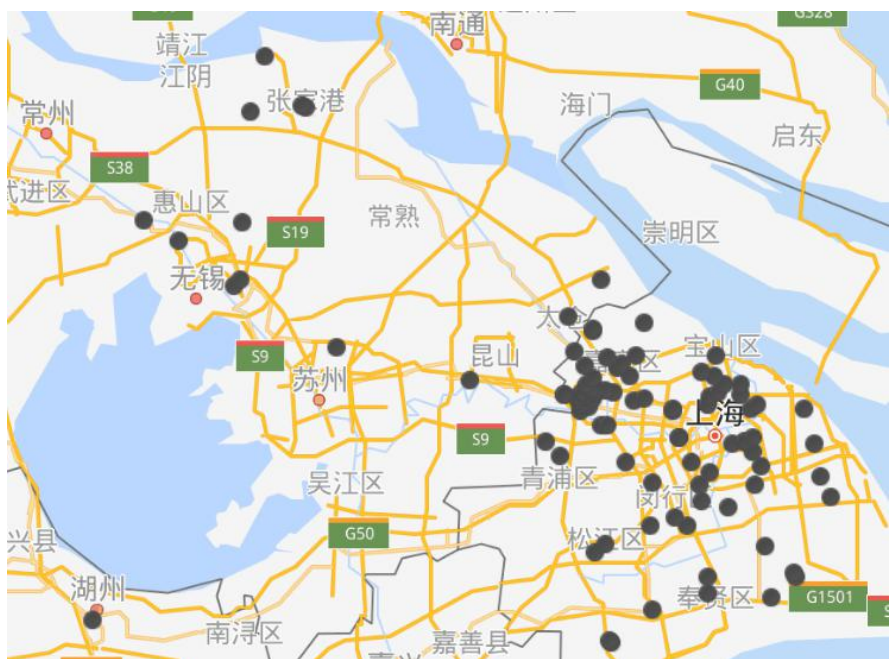 南通
GS28
靖江
江阴
G40
张家港
海门
常州
启东
S38
武进区
惠山区
常熟
S19
崇明区
无锡
太仓
宝山区
S9
昆山
苏州
上海
S9
青浦区
吴江区
闵行
G50
松江区
兴县
湖州
奉贤区
G1501
南浔区
嘉善县